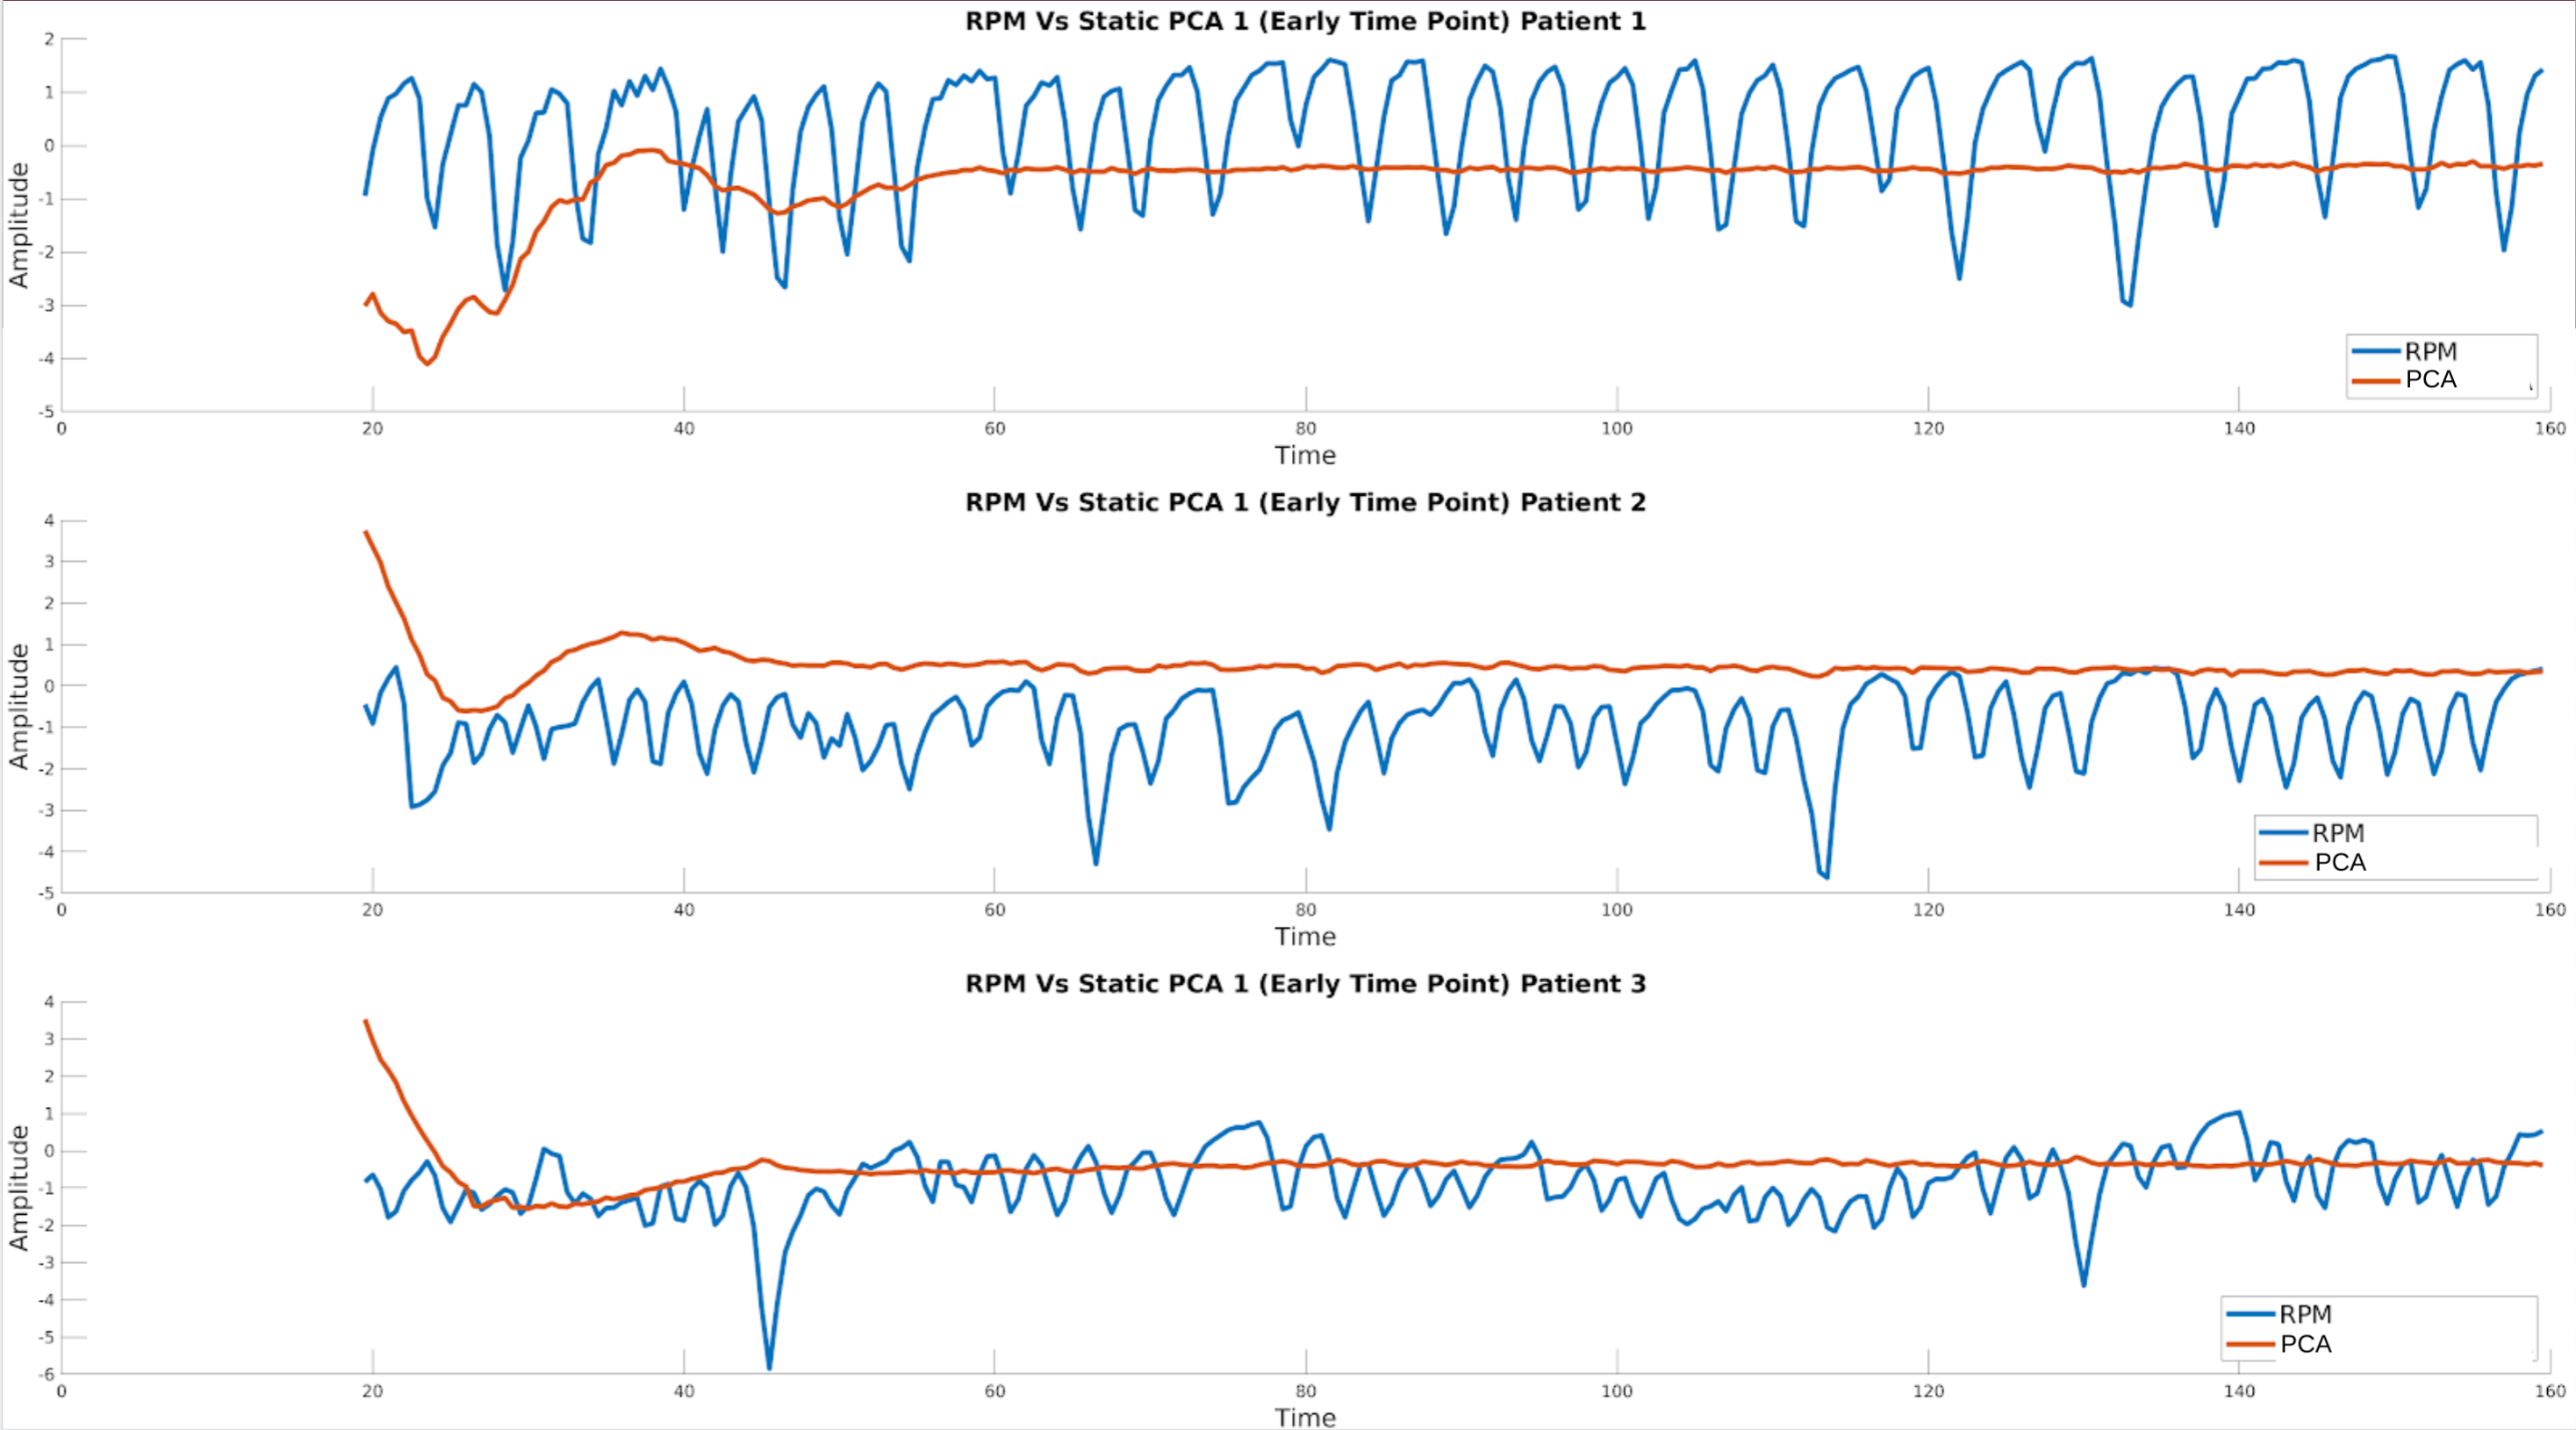 RPM Vs Static PCA 1 (Early Time Point) Patient 1
2
1
0
-1
-2
-3
-4
-5
Amplitude
RPM
PCA
0 20 40 60 80 100 120 140 160
Time
RPM Vs Static PCA 1 (Early Time Point) Patient 2
4
3
2
1
0
-1
-2
-3
-4
-5
Amplitude
RPM
PCA
0 20 40 60 80 100 120 140 160
Time
RPM Vs Static PCA 1 (Early Time Point) Patient 3
4
3
2
1
0
-1
-2
-3
-4
-5
-6
Amplitude
RPM
PCA
0 20 40 60 80 100 120 140 160
Time